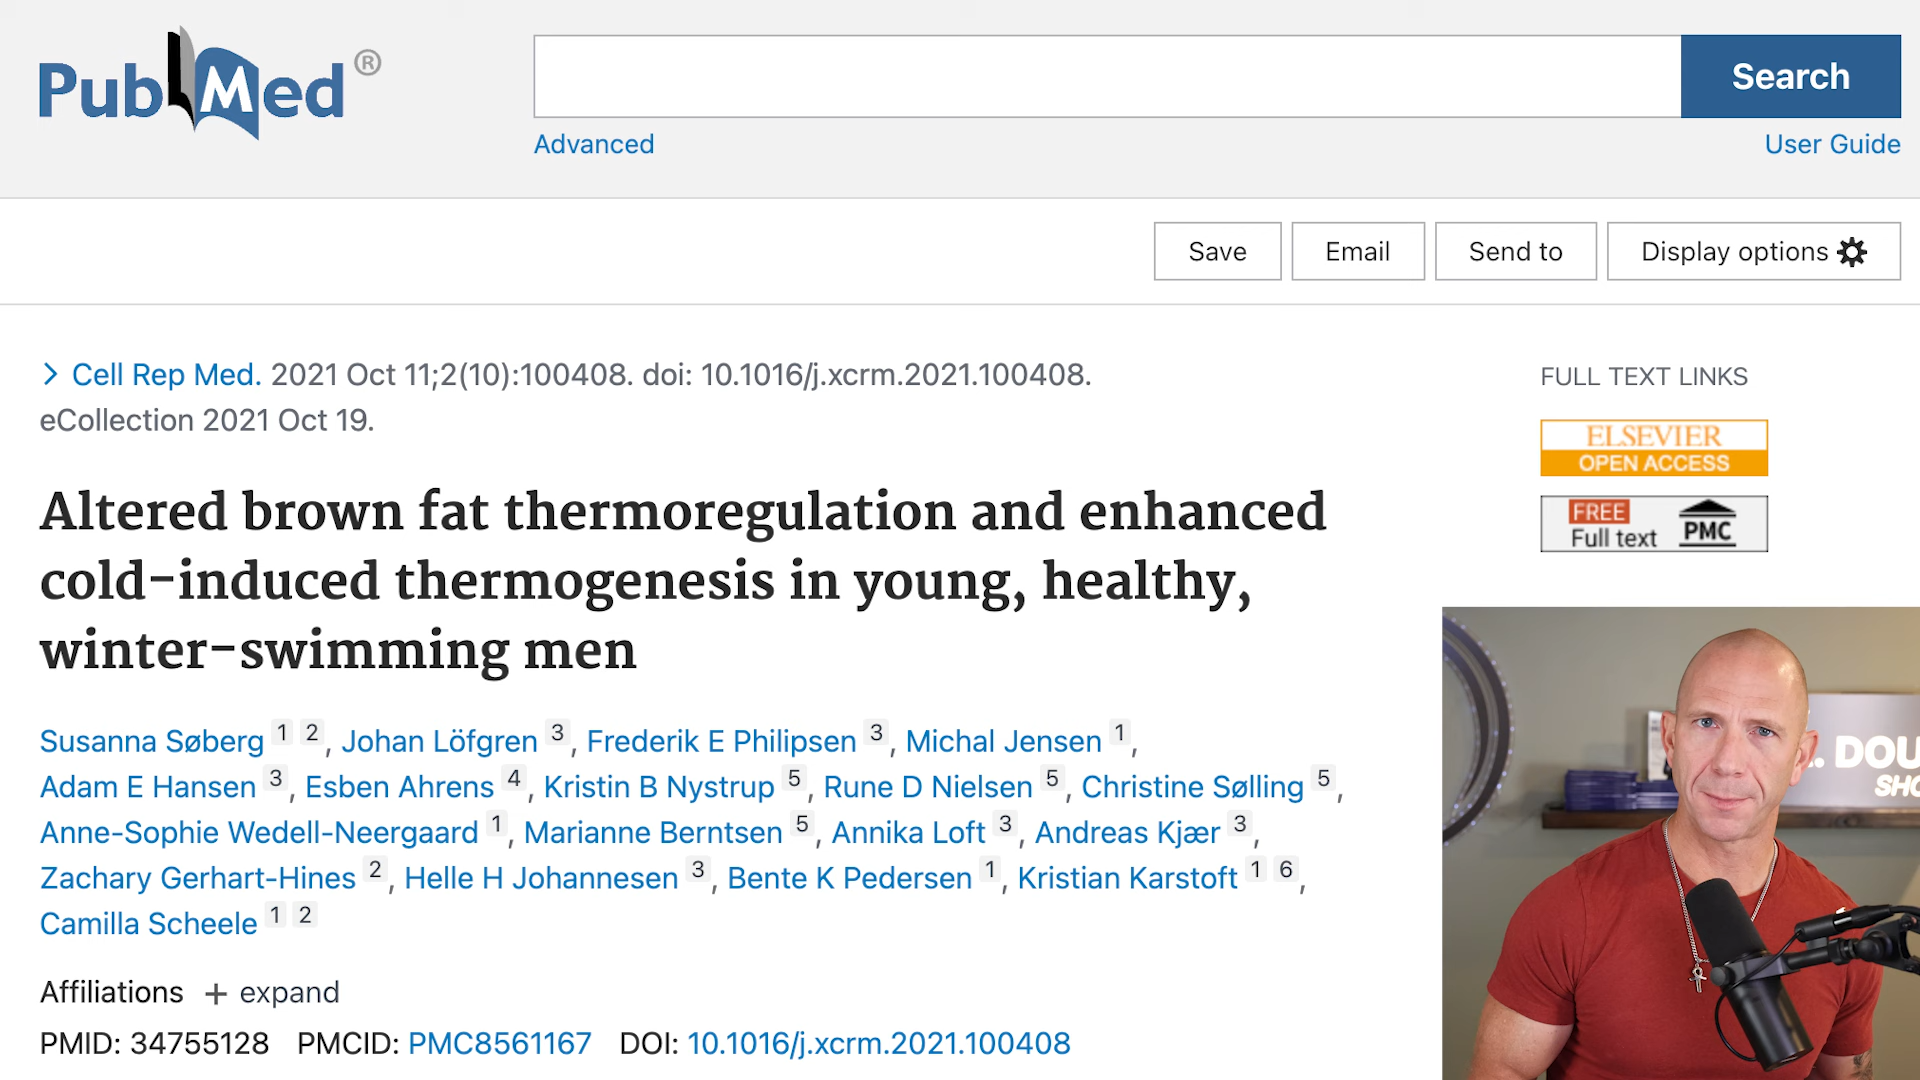 PubMed®
Search
Advanced
User Guide
Save
Email
Send to
Display options
Cell Rep Med. 2021 Oct 11;2(10):100408. doi: 10.1016/j.xcrm.2021.100408.
eCollection 2021 Oct 19.
FULL TEXT LINKS
ELSEVIER
OPEN ACCESS
FREE
Full text PMC
Altered brown fat thermoregulation and enhanced
cold-induced thermogenesis in young, healthy,
winter-swimming men
Susanna Søberg 1 2, Johan Löfgren 3, Frederik E Philipsen 3, Michal Jensen 1,
Adam E Hansen 3, Esben Ahrens 4, Kristin B Nystrup 5, Rune D Nielsen 5, Christine Sølling 5,
Anne-Sophie Wedell-Neergaard 1, Marianne Berntsen 5, Annika Loft 3, Andreas Kjær 3,
Zachary Gerhart-Hines 2, Helle H Johannesen 3, Bente K Pedersen 1, Kristian Karstoft 1 6,
Camilla Scheele 1 2
Affiliations + expand
PMID: 34755128 PMCID: PMC8561167 DOI: 10.1016/j.xcrm.2021.100408